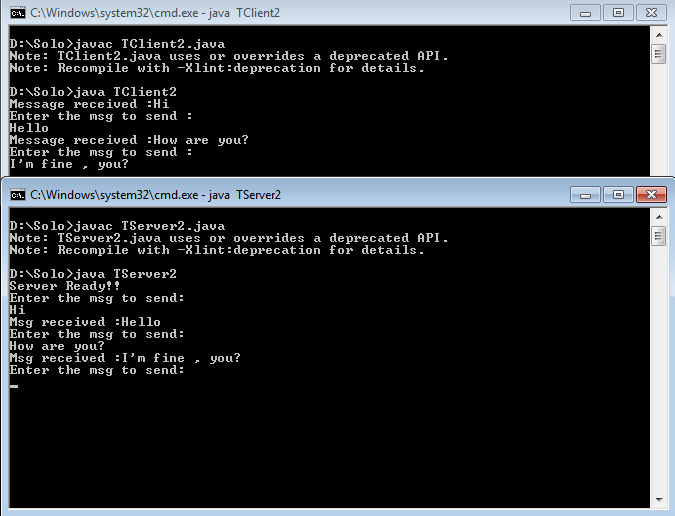 C:\Windows\system32\cmd.exe - java  TClient2
D:\Solo>javac TClient2.java
Note: TClient2.java uses or overrides a deprecated API.
Note: Recompile with -Xlint:deprecation for details.
D:\Solo>java TClient2
Message received :Hi
Enter the msg to send :
Hello
Message received :How are you?
Enter the msg to send :
I'm fine , you?
C:\Windows\system32\cmd.exe - java  TServer2
D:\Solo>javac TServer2.java
Note: TServer2.java uses or overrides a deprecated API.
Note: Recompile with -Xlint:deprecation for details.
D:\Solo>java TServer2
Server Ready!!
Enter the msg to send:
Hi
Msg received :Hello
Enter the msg to send:
How are you?
Msg received :I'm fine , you?
Enter the msg to send: